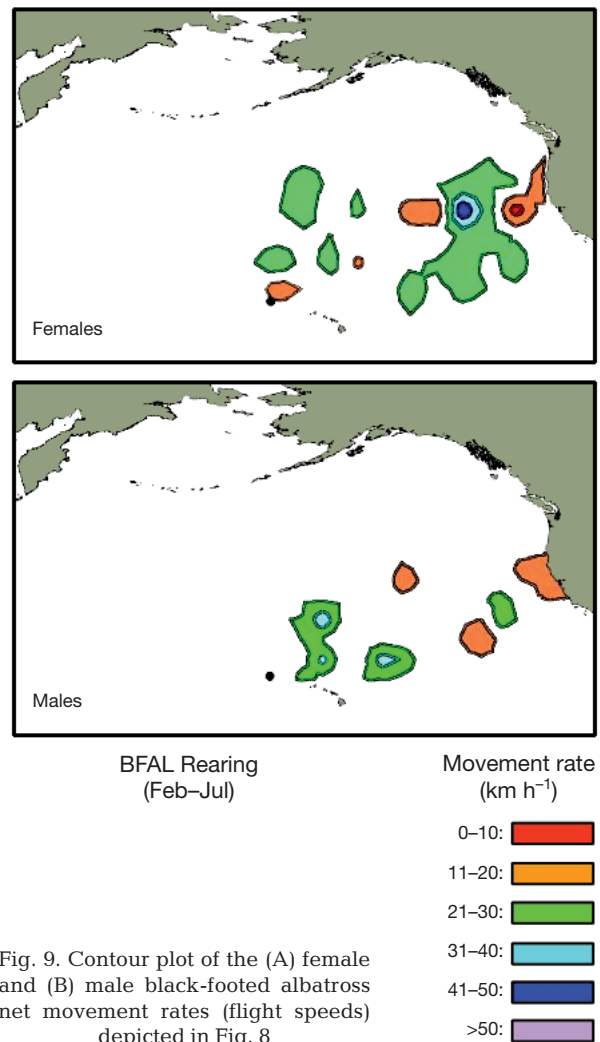 Females
Males
BFAL Rearing
(Feb–Jul)
Movement rate
(km h⁻¹)
0–10:
11–20:
21–30:
31–40:
41–50:
>50:
Fig. 9. Contour plot of the (A) female
and (B) male black-footed albatross
net movement rates (flight speeds)
depicted in Fig. 8